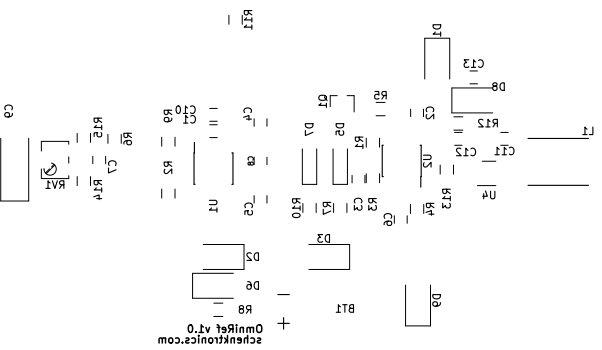 R11
D1
C13
D8
Q1
R5
C2
R12
L1
C9
R15
R6
R9
C10
C1
C4
D7
D5
R1
U2
C12
C11
R2
C8
C7
RV1
R14
U1
C5
R10
R7
C3
R3
C6
R4
R13
U4
D2
D3
D6
D9
R8
BT1
OmniRef v1.0
schenktronics.com